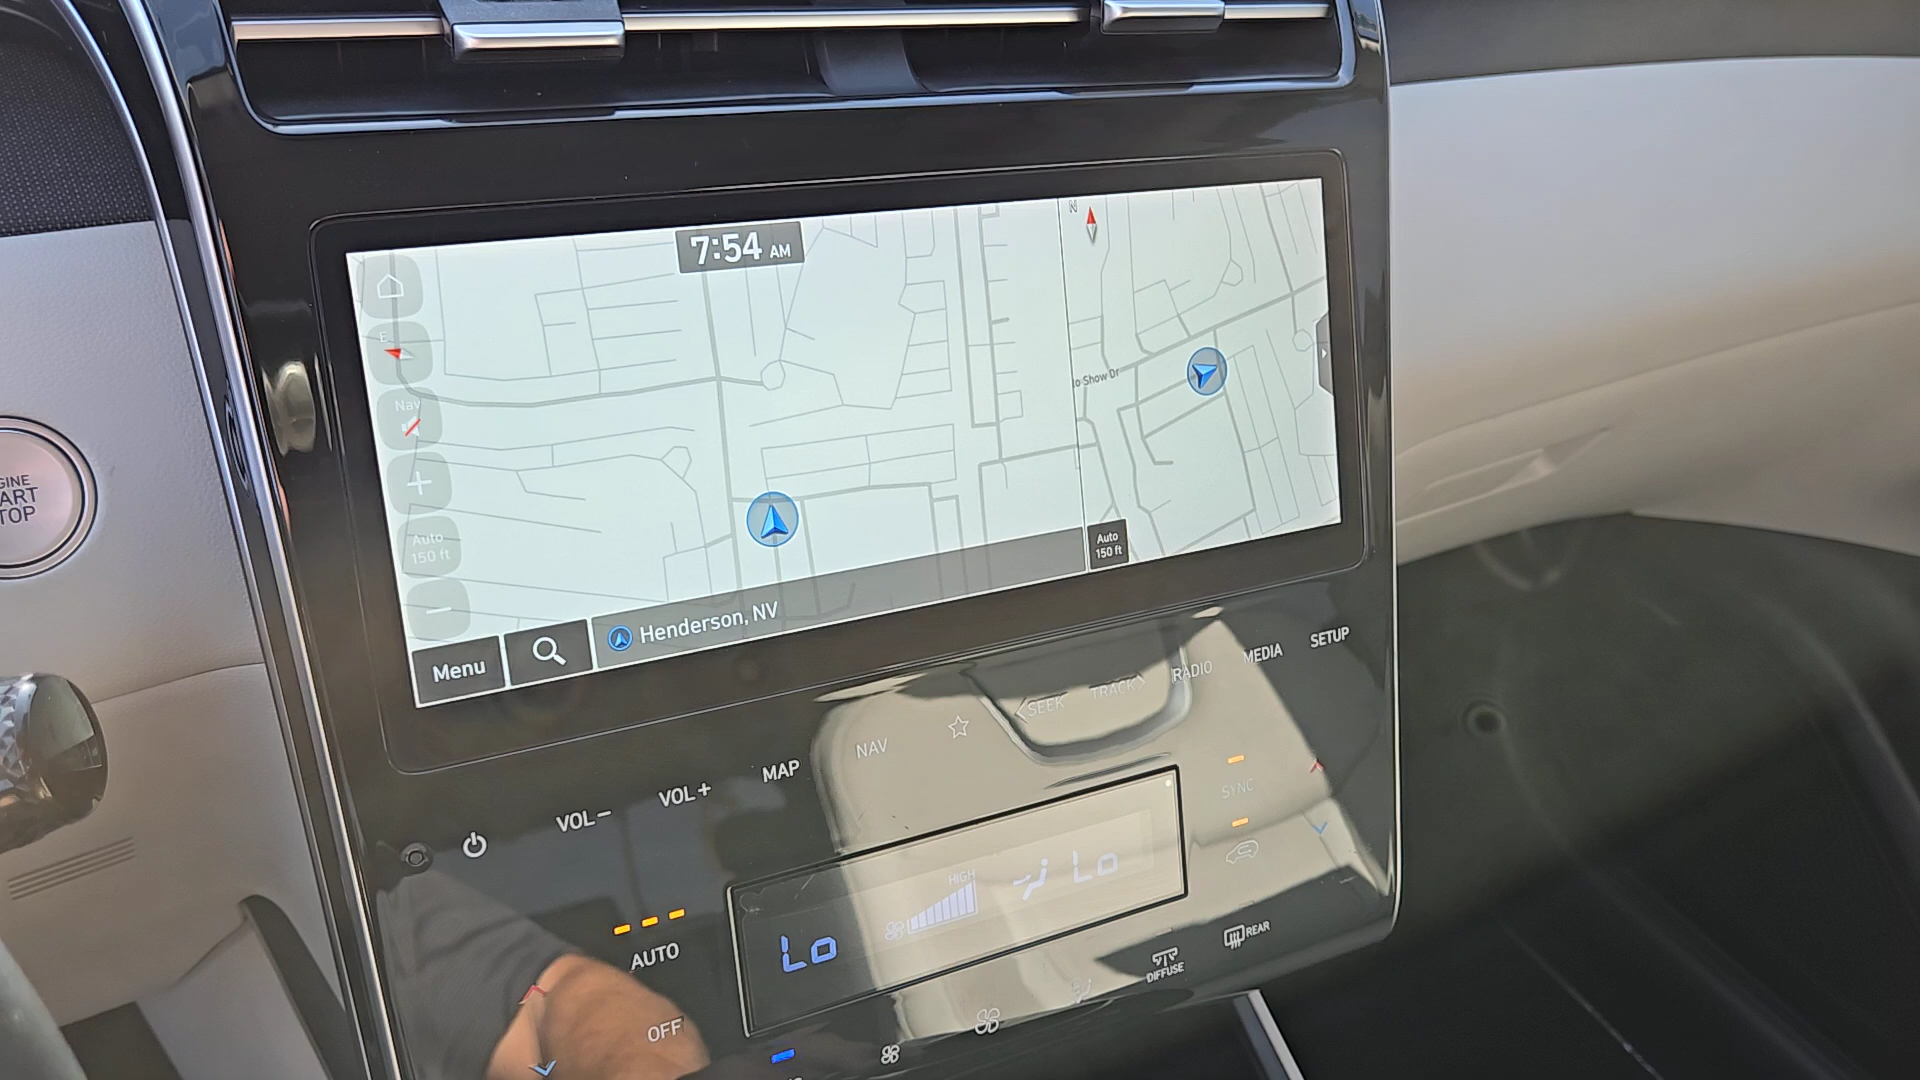 7:54 AM
N
E
Nav
Show Dr
Auto
150 ft
Auto
150 ft
Henderson, NV
Menu
ART
TOP
SETUP
MEDIA
RADIO
TRACK >
< SEEK
NAV
MAP
VOL+
VOL−
SYNC
HIGH
Lo
Lo
AUTO
OFF
REAR
DIFFUSE